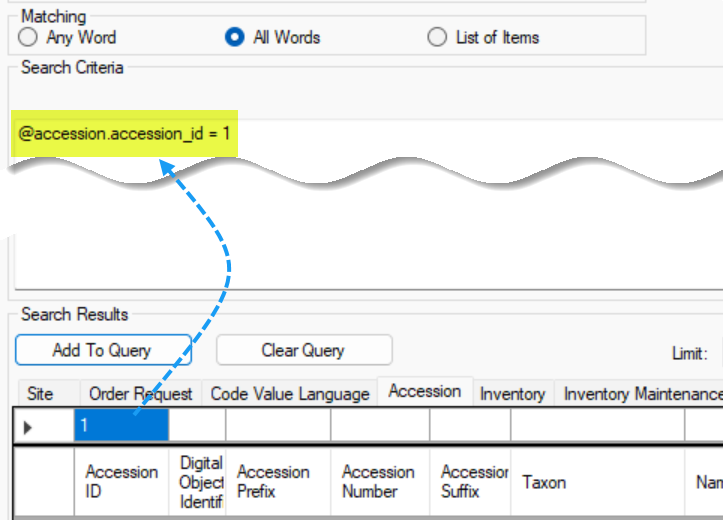 Matching
Any Word All Words List of Items
Search Criteria
@accession.accession_id = 1
Search Results
Add To Query Clear Query Limit:
Site Order Request Code Value Language Accession Inventory Inventory Maintenance
1
Accession ID Digital Object Identif Accession Prefix Accession Number Accession Suffix Taxon Nam